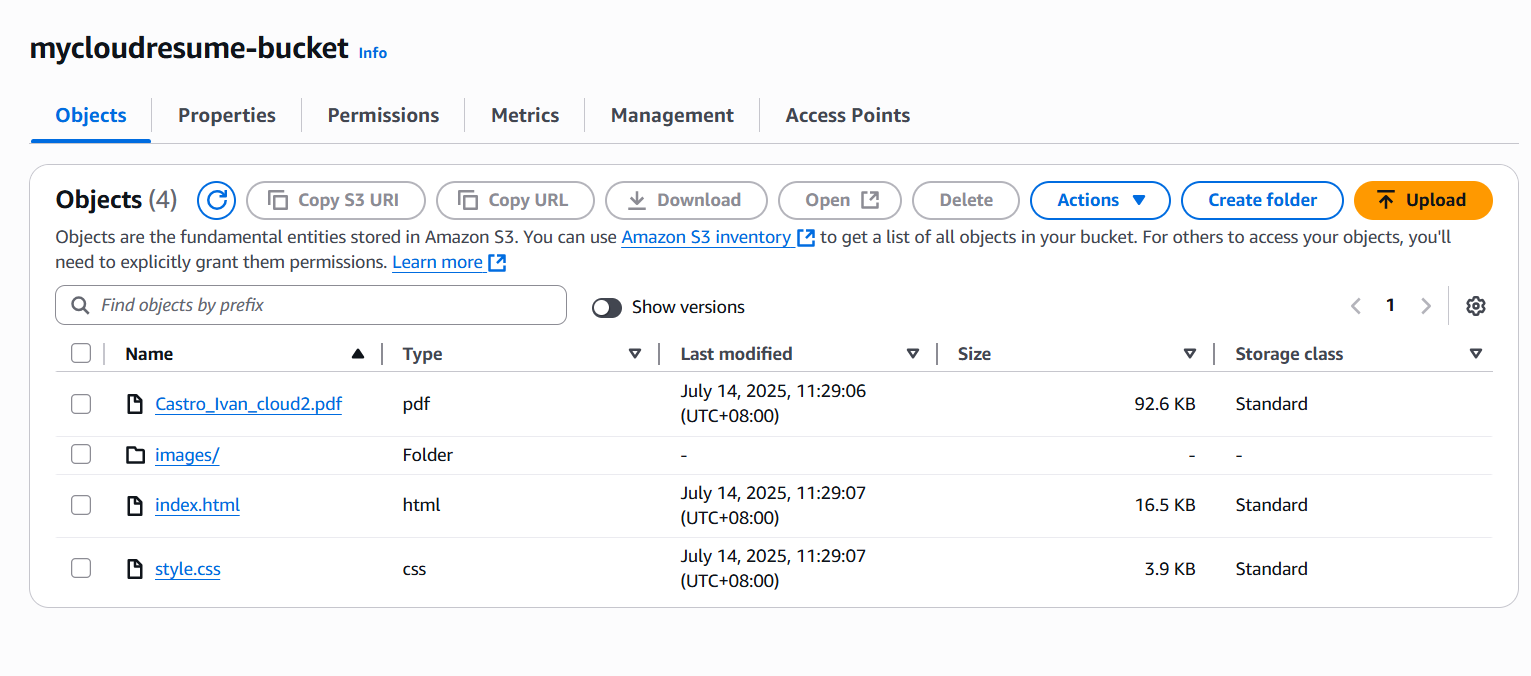 mycloudresume-bucket Info
Objects Properties Permissions Metrics Management Access Points
Objects (4) Copy S3 URI Copy URL Download Open Delete Actions Create folder Upload
Objects are the fundamental entities stored in Amazon S3. You can use Amazon S3 inventory to get a list of all objects in your bucket. For others to access your objects, you'll
need to explicitly grant them permissions. Learn more
Find objects by prefix Show versions 1
Name Type Last modified Size Storage class
Castro_Ivan_cloud2.pdf pdf July 14, 2025, 11:29:06 (UTC+08:00) 92.6 KB Standard
images/ Folder - - -
index.html html July 14, 2025, 11:29:07 (UTC+08:00) 16.5 KB Standard
style.css css July 14, 2025, 11:29:07 (UTC+08:00) 3.9 KB Standard